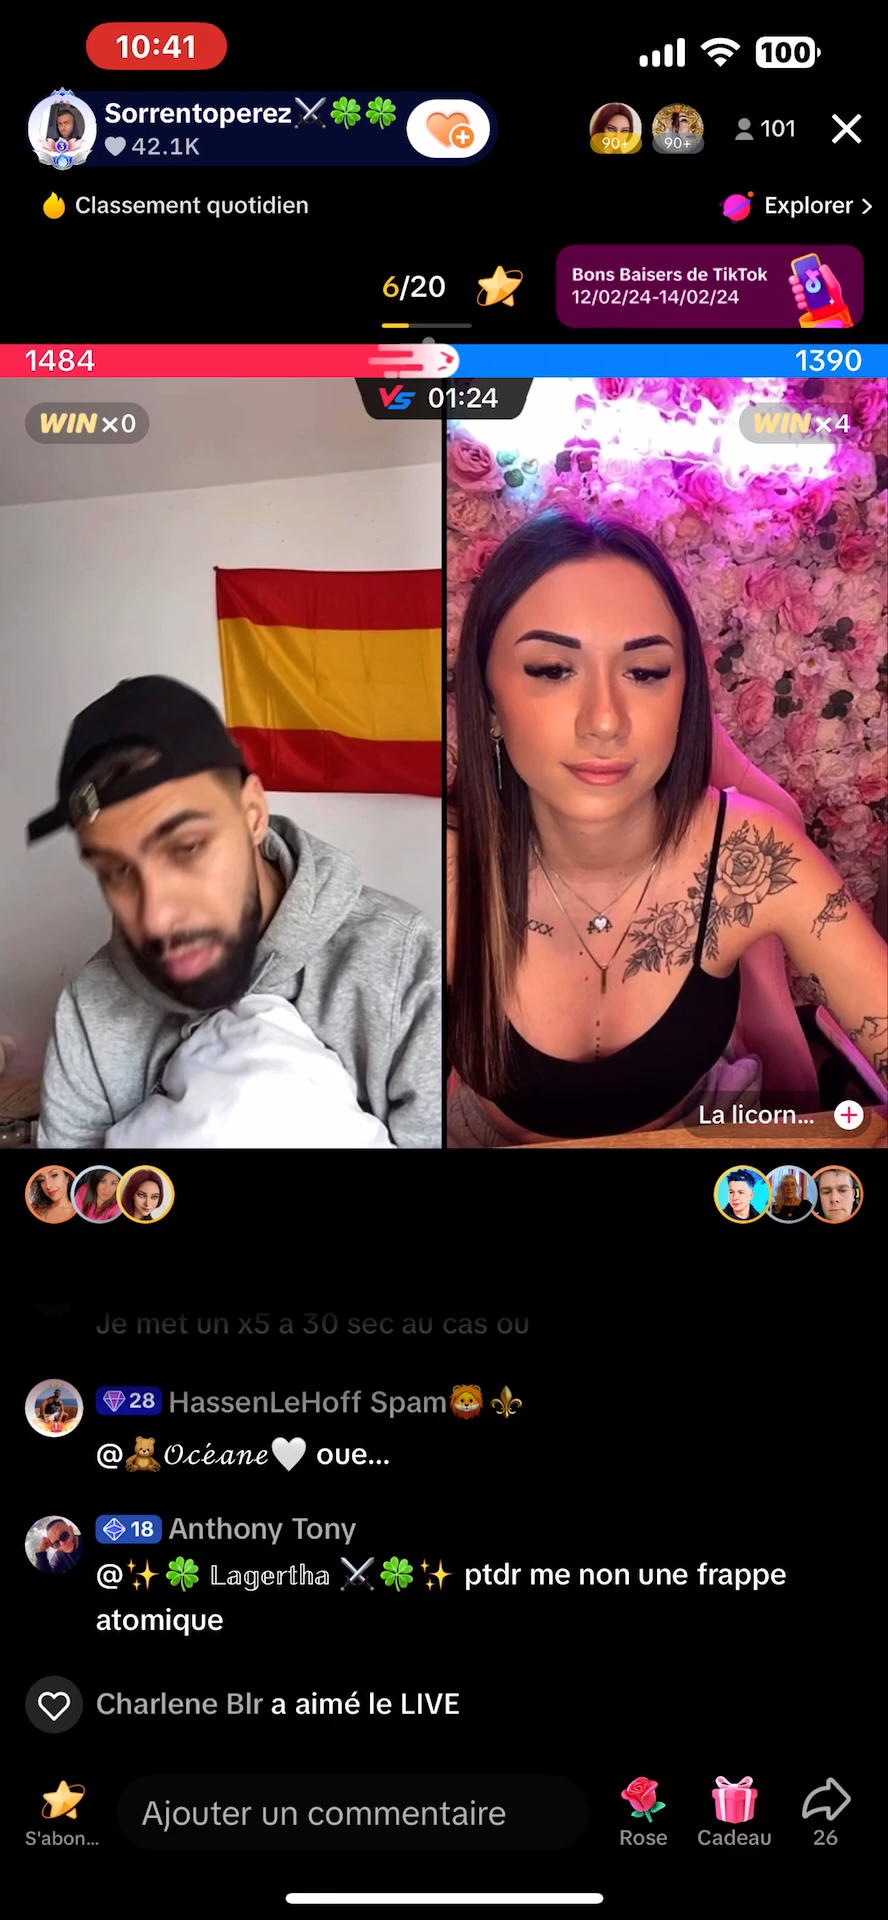 10:41
100
Sorrentoperez⚔️🍀🍀
42.1K
90+
90+
101
Classement quotidien
Explorer >
6/20
Bons Baisers de TikTok
12/02/24-14/02/24
1484
1390
VS 01:24
WIN x0
WIN x4
XXX
La licorn...
Je met un x5 a 30 sec au cas ou
28 HassenLeHoff Spam🦁⚜️
@🧸𝓞𝓬é𝓪𝓷𝓮🤍 oue...
18 Anthony Tony
@✨🍀 𝕃𝕒𝕘𝕖𝕣𝕥𝕙𝕒 ⚔️🍀✨ ptdr me non une frappe
atomique
Charlene Blr a aimé le LIVE
S'abon...
Ajouter un commentaire
Rose
Cadeau
26